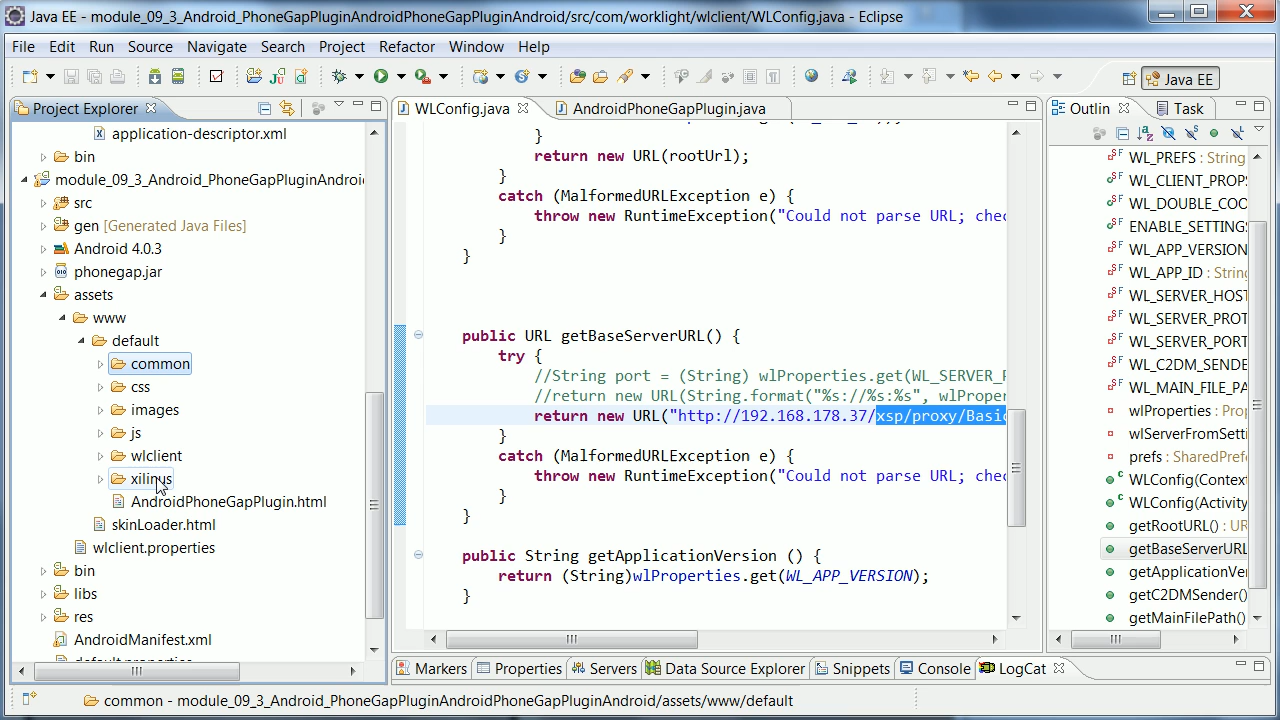 Java EE - module_09_3_Android_PhoneGapPluginAndroidPhoneGapPluginAndroid/src/com/worklight/wlclient/WLConfig.java - Eclipse
File Edit Run Source Navigate Search Project Refactor Window Help
Java EE
Project Explorer
application-descriptor.xml
bin
module_09_3_Android_PhoneGapPluginAndroi
src
gen [Generated Java Files]
Android 4.0.3
phonegap.jar
assets
www
default
common
css
images
js
wlclient
xilinus
AndroidPhoneGapPlugin.html
skinLoader.html
wlclient.properties
bin
libs
res
AndroidManifest.xml
WLConfig.java AndroidPhoneGapPlugin.java
}
return new URL(rootUrl);
}
catch (MalformedURLException e) {
throw new RuntimeException("Could not parse URL; chec
}
}
public URL getBaseServerURL() {
try {
//String port = (String) wlProperties.get(WL_SERVER_P
//return new URL(String.format("%s://%s:%s", wlProper
return new URL("http://192.168.178.37/xsp/proxy/Basic
}
catch (MalformedURLException e) {
throw new RuntimeException("Could not parse URL; chec
}
}
public String getApplicationVersion () {
return (String)wlProperties.get(WL_APP_VERSION);
}
Outlin Task
WL_PREFS : String
WL_CLIENT_PROPS
WL_DOUBLE_COO
ENABLE_SETTINGS
WL_APP_VERSION
WL_APP_ID : String
WL_SERVER_HOST
WL_SERVER_PROT
WL_SERVER_PORT
WL_C2DM_SENDE
WL_MAIN_FILE_PA
wlProperties : Prop
wlServerFromSetti
prefs : SharedPrefe
WLConfig(Context
WLConfig(Activity
getRootURL() : UR
getBaseServerURL
getApplicationVer
getC2DMSender()
getMainFilePath()
Markers Properties Servers Data Source Explorer Snippets Console LogCat
common - module_09_3_Android_PhoneGapPluginAndroidPhoneGapPluginAndroid/assets/www/default